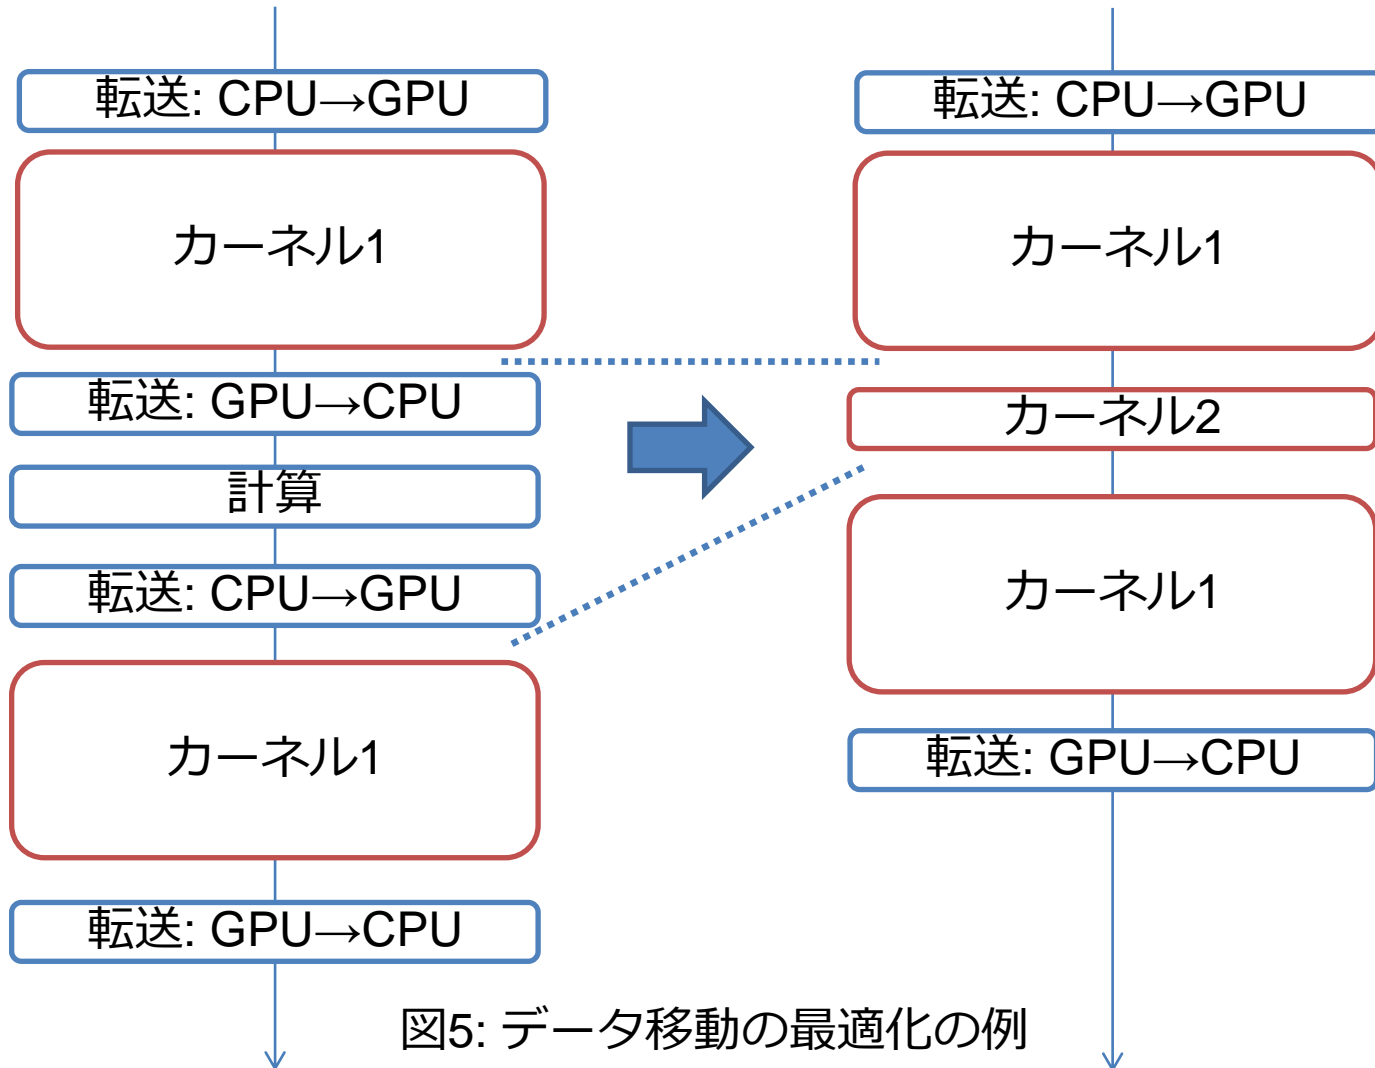 転送: CPU→GPU
カーネル1
転送: GPU→CPU
計算
転送: CPU→GPU
カーネル1
転送: GPU→CPU
転送: CPU→GPU
カーネル1
カーネル2
カーネル1
転送: GPU→CPU
図5: データ移動の最適化の例